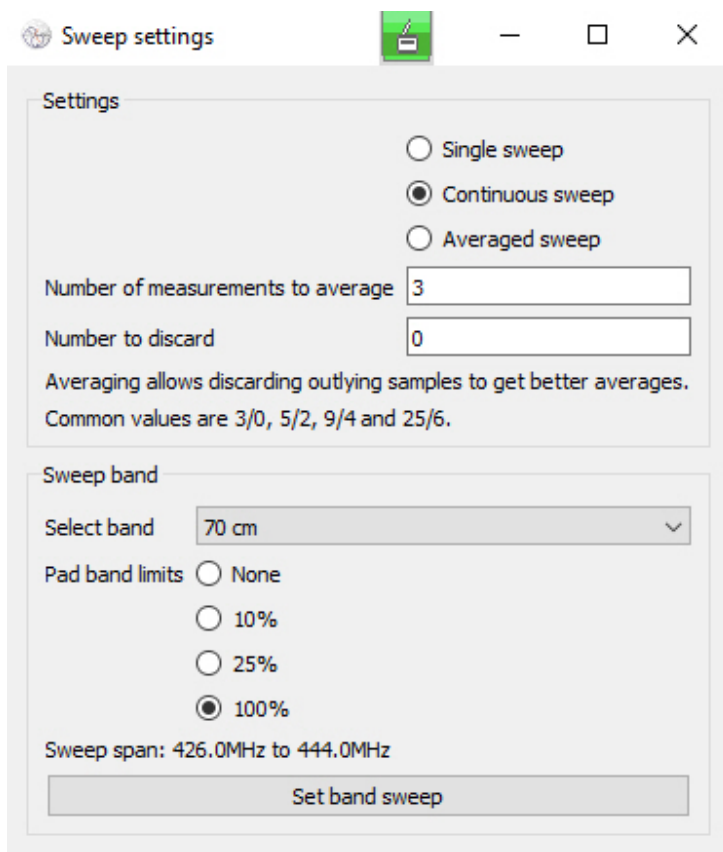 Sweep settings
Settings
Single sweep
Continuous sweep
Averaged sweep
Number of measurements to average 3
Number to discard 0
Averaging allows discarding outlying samples to get better averages.
Common values are 3/0, 5/2, 9/4 and 25/6.
Sweep band
Select band 70 cm
Pad band limits None
10%
25%
100%
Sweep span: 426.0MHz to 444.0MHz
Set band sweep